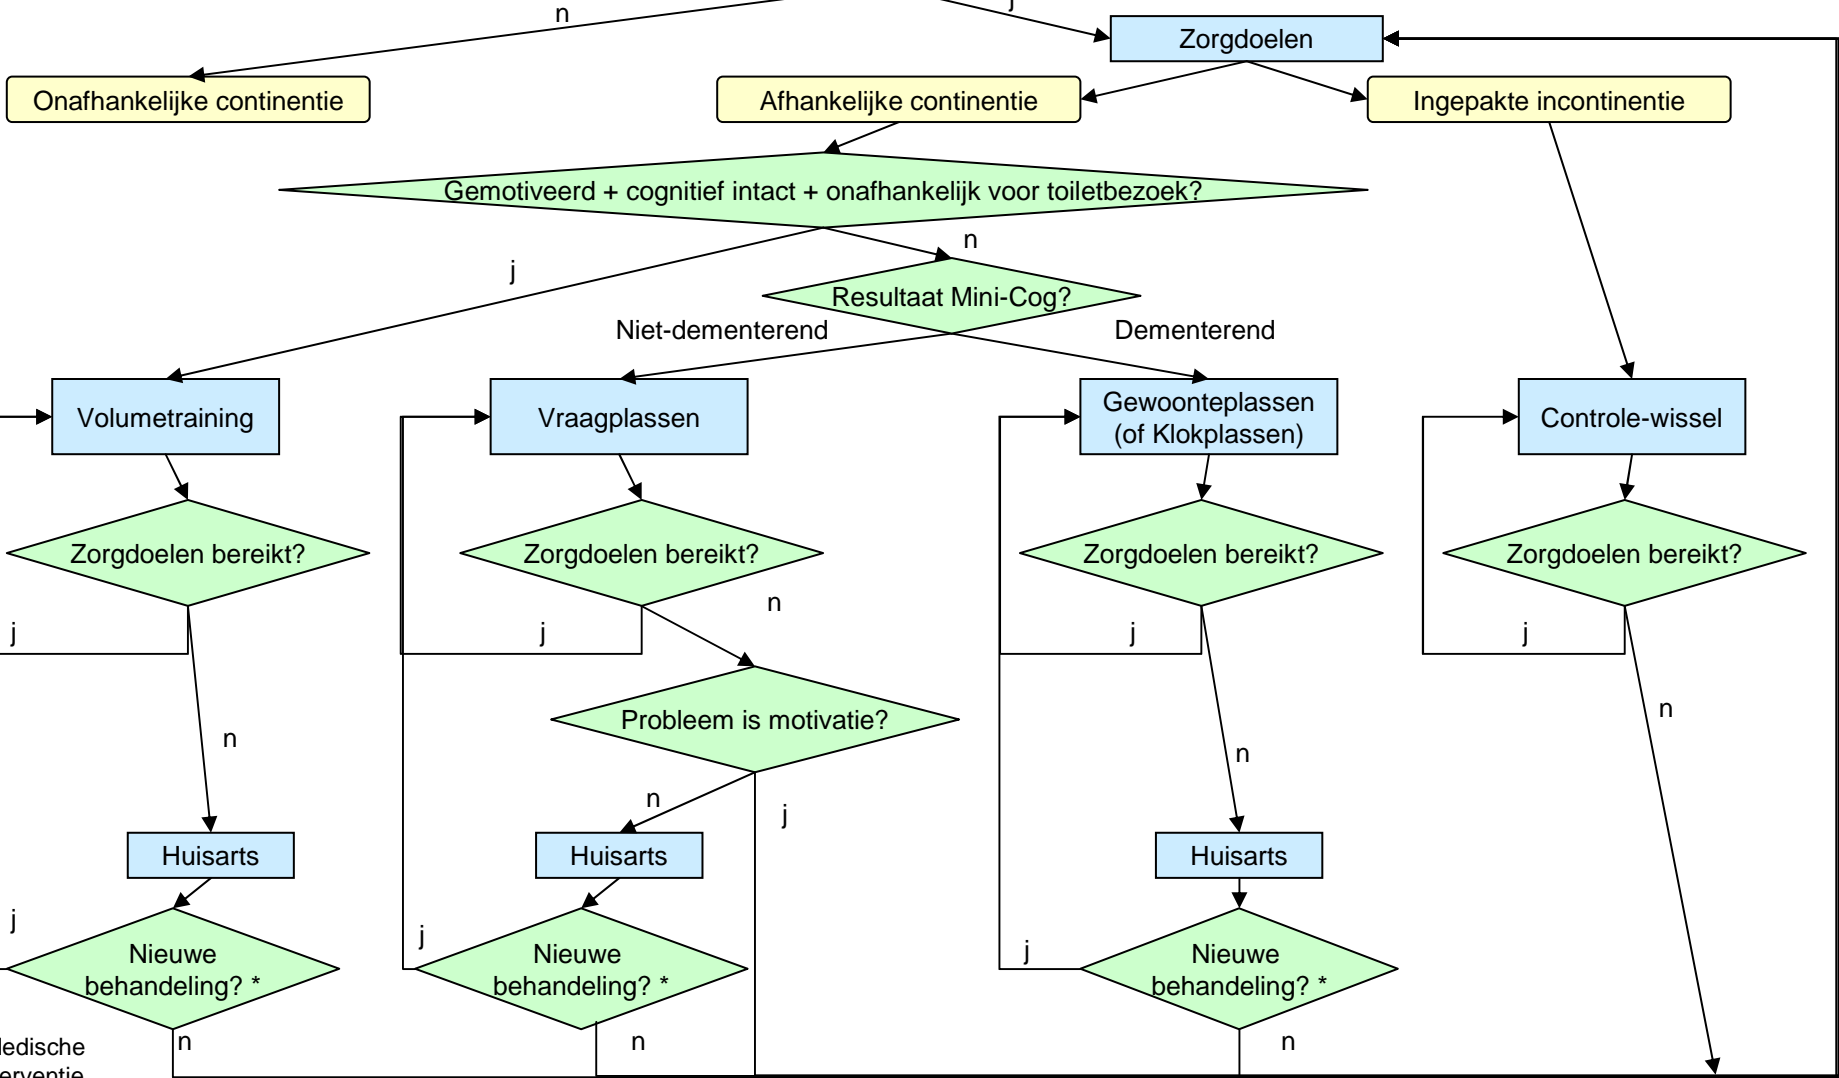 n
j
Zorgdoelen
Onafhankelijke continentie
Afhankelijke continentie
Ingepakte incontinentie
Gemotiveerd + cognitief intact + onafhankelijk voor toiletbezoek?
j
n
Resultaat Mini-Cog?
Niet-dementerend
Dementerend
Volumetraining
Vraagplassen
Gewoonteplassen
(of Klokplassen)
Controle-wissel
Zorgdoelen bereikt?
Zorgdoelen bereikt?
Zorgdoelen bereikt?
Zorgdoelen bereikt?
n
j
j
j
j
n
Probleem is motivatie?
n
n
n
j
Huisarts
Huisarts
Huisarts
j
j
j
Nieuwe
behandeling? *
Nieuwe
behandeling? *
Nieuwe
behandeling? *
n
n
n